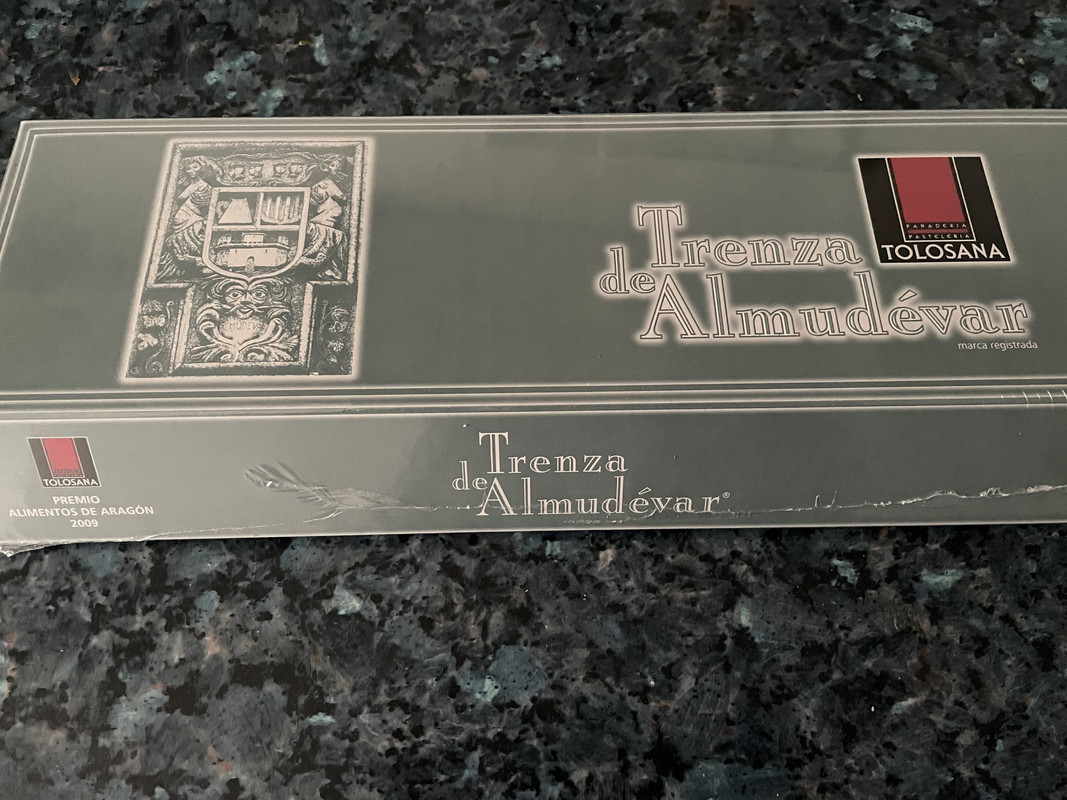 PANADERIA
PASTELERIA
TOLOSANA
Trenza
de Almudévar
marca registrada
TOLOSANA
PREMIO
ALIMENTOS DE ARAGÓN
2009
Trenza
de Almudévar®